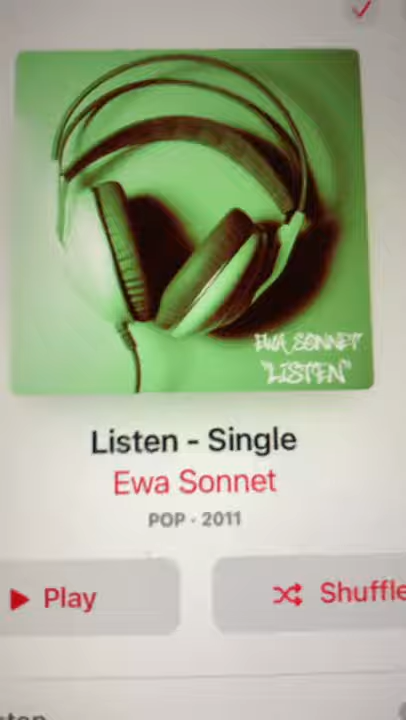 EWA SONNET
"LISTEN"
Listen - Single
Ewa Sonnet
POP · 2011
Play
Shuffle